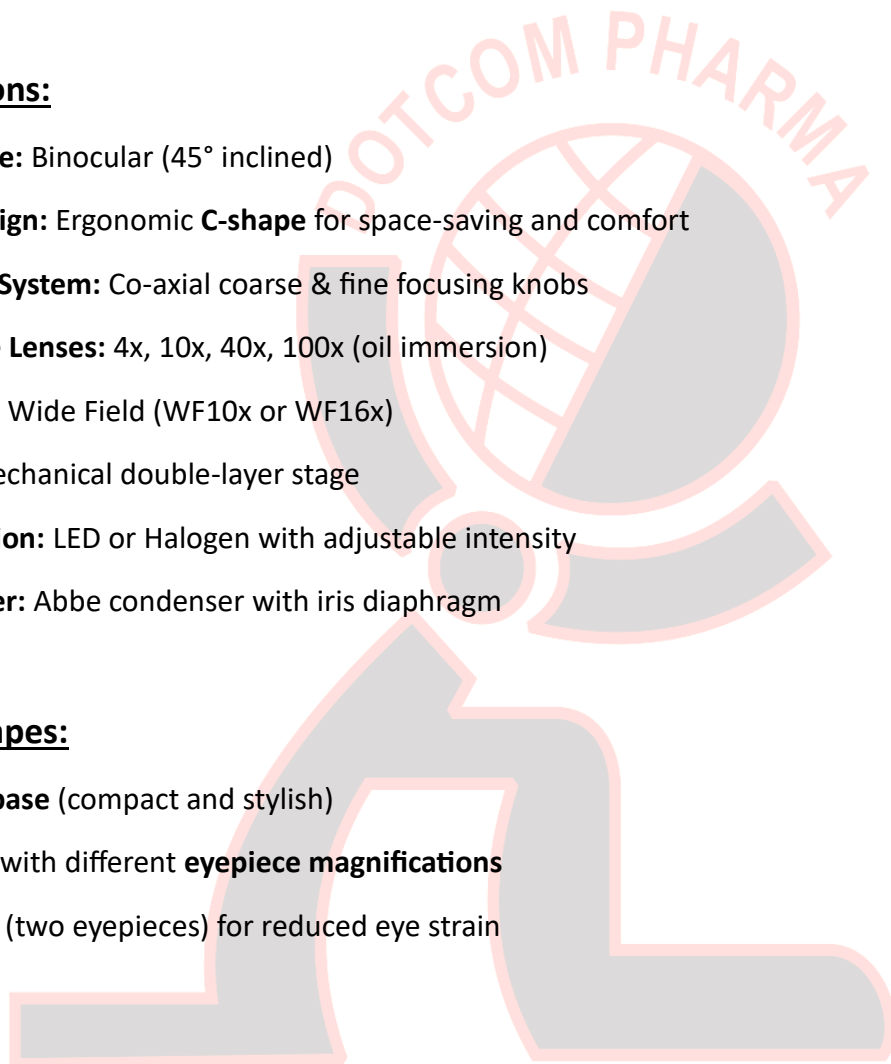 DOTCOM PHARMA
ons:
e: Binocular (45° inclined)
ign: Ergonomic C-shape for space-saving and comfort
System: Co-axial coarse & fine focusing knobs
Lenses: 4x, 10x, 40x, 100x (oil immersion)
Wide Field (WF10x or WF16x)
echanical double-layer stage
ion: LED or Halogen with adjustable intensity
er: Abbe condenser with iris diaphragm
apes:
base (compact and stylish)
with different eyepiece magnifications
(two eyepieces) for reduced eye strain